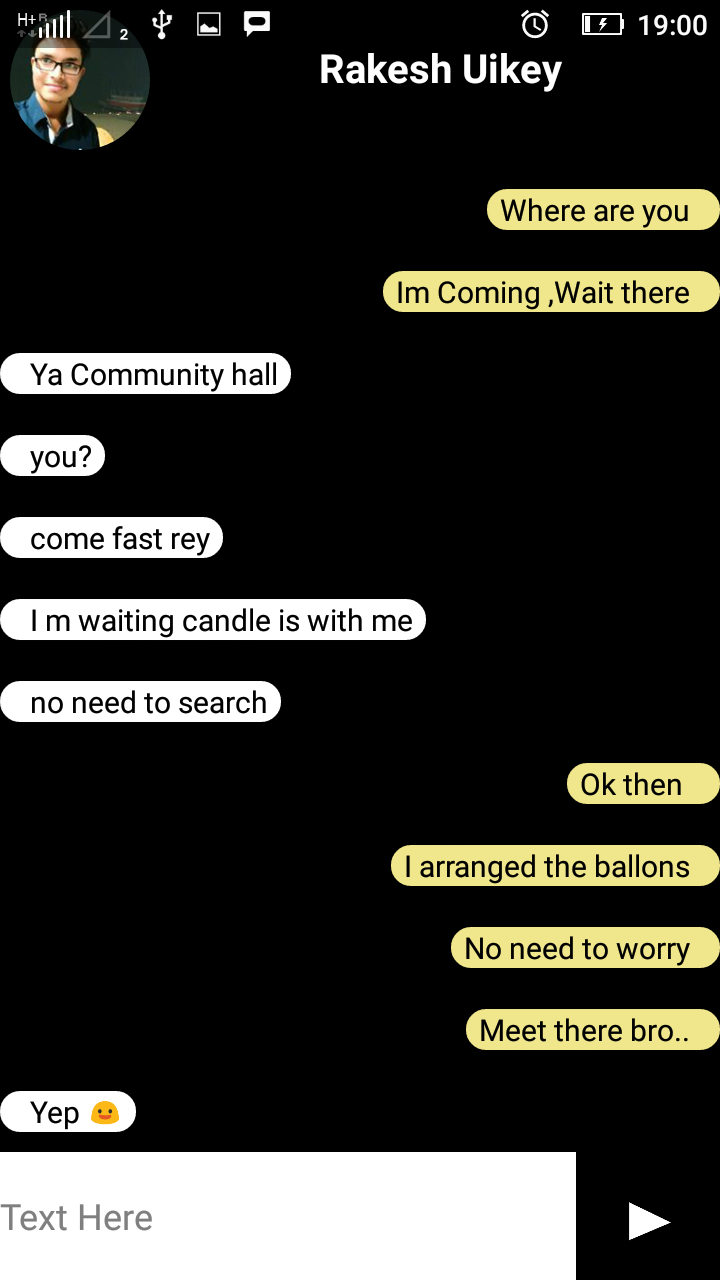 H+ R 2 19:00
Rakesh Uikey
Where are you
Im Coming ,Wait there
Ya Community hall
you?
come fast rey
I m waiting candle is with me
no need to search
Ok then
I arranged the ballons
No need to worry
Meet there bro..
Yep 😃
Text Here